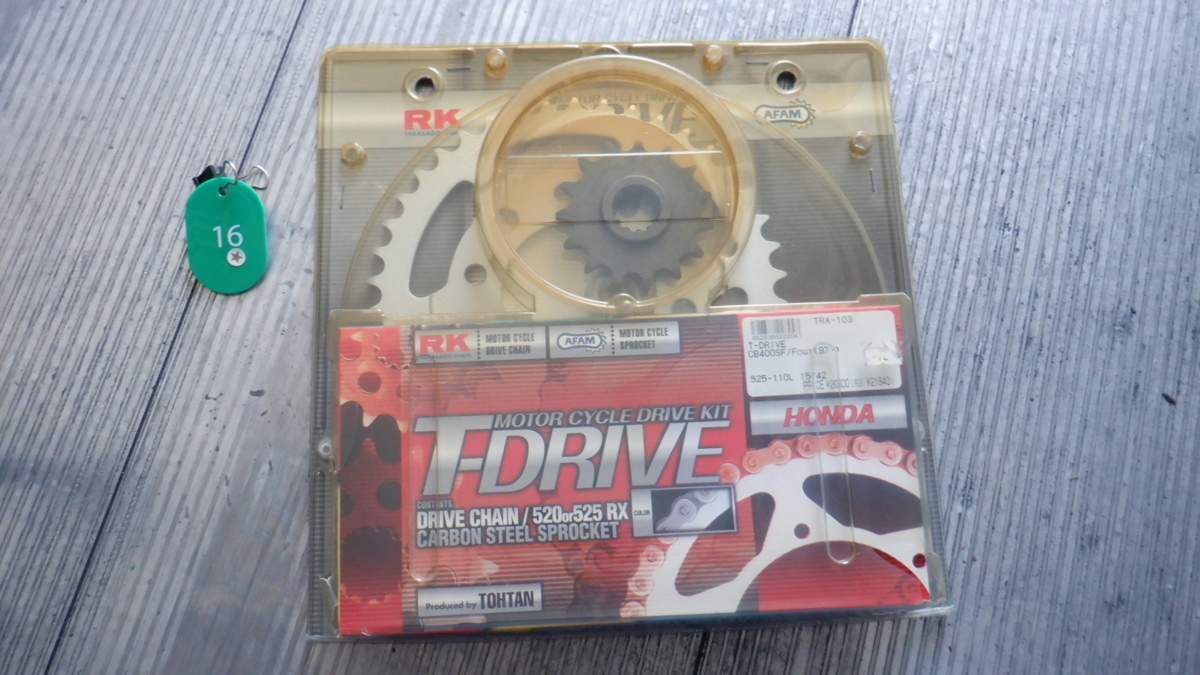 RK
TAKASAGO
AFAM
16
RK
MOTOR CYCLE
DRIVE CHAIN
AFAM
MOTOR CYCLE
SPROCKET
TRA-103
T-DRIVE
CB400SF/Four(97-)
525-110L 15/42
HONDA
MOTOR CYCLE DRIVE KIT
T-DRIVE
CONTENTS
DRIVE CHAIN / 520or525 RX
CARBON STEEL SPROCKET
COLOR
Produced by TOHTAN